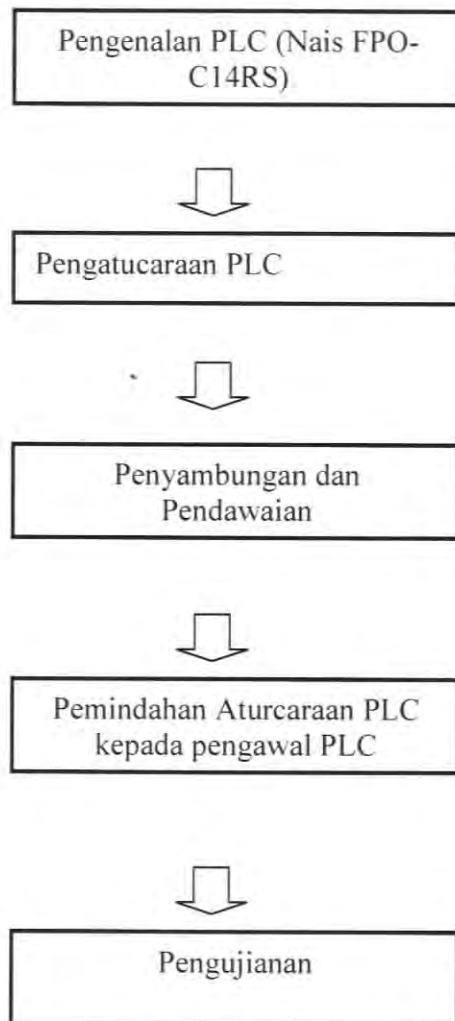 Pengenalan PLC (Nais FPO-
C14RS)
Pengatucaraan PLC
Penyambungan dan
Pendawaian
Pemindahan Aturcaraan PLC
kepada pengawal PLC
Pengujianan